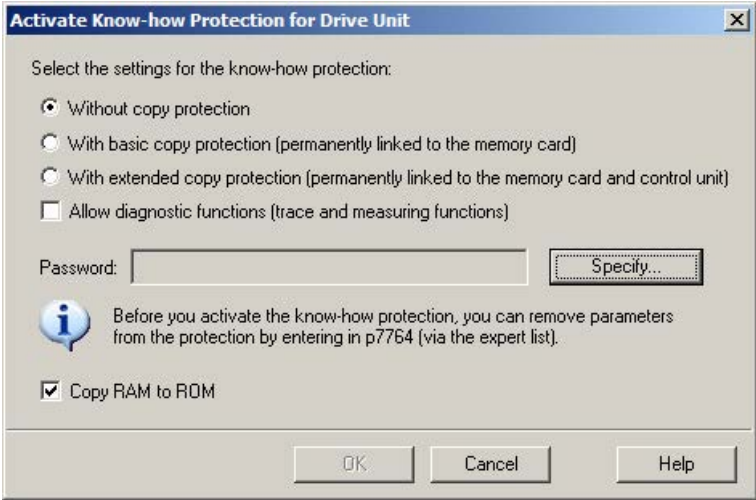 Activate Know-how Protection for Drive Unit
Select the settings for the know-how protection:
Without copy protection
With basic copy protection (permanently linked to the memory card)
With extended copy protection (permanently linked to the memory card and control unit)
Allow diagnostic functions (trace and measuring functions)
Password:
Specify...
Before you activate the know-how protection, you can remove parameters
from the protection by entering in p7764 (via the expert list).
Copy RAM to ROM
OK
Cancel
Help